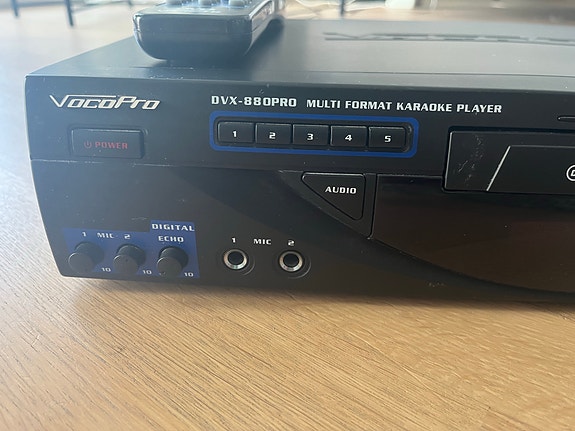 VocoPro
DVX-880PRO MULTI FORMAT KARAOKE PLAYER
1 2 3 4 5
POWER
AUDIO
DIGITAL
1 MIC 2 ECHO
10 10 10
1 MIC 2